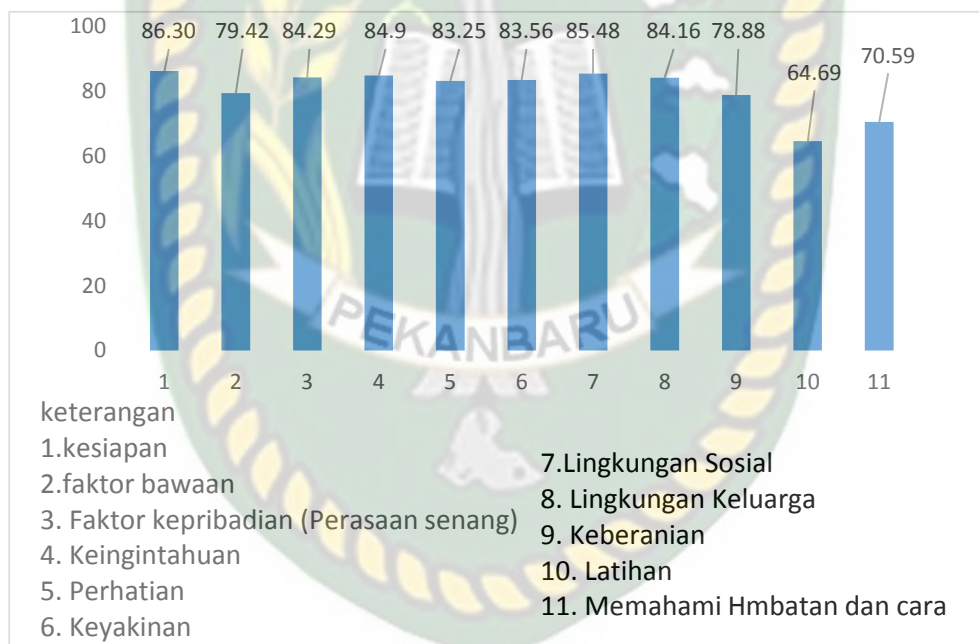 100
86.30 79.42 84.29 84.9 83.25 83.56 85.48 84.16 78.88 64.69 70.59
80
60
40
20
0
PEKANBARU
1 2 3 4 5 6 7 8 9 10 11
keterangan
1.kesiapan
2.faktor bawaan
3. Faktor kepribadian (Perasaan senang)
4. Keingintahuan
5. Perhatian
6. Keyakinan
7.Lingkungan Sosial
8. Lingkungan Keluarga
9. Keberanian
10. Latihan
11. Memahami Hmbatan dan cara